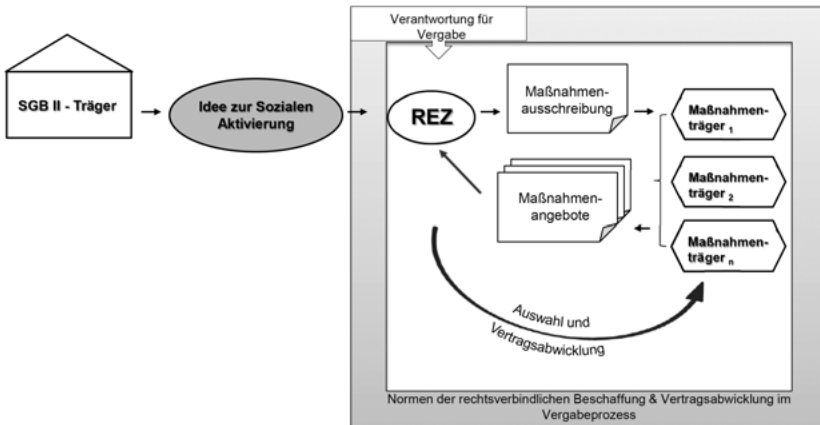 Verantwortung für
Vergabe
SGB II - Träger
Idee zur Sozialen
Aktivierung
REZ
Maßnahmen-
ausschreibung
Maßnahmen-
träger 1
Maßnahmen-
angebote
Maßnahmen-
träger 2
Maßnahmen-
träger n
Auswahl und
Vertragsabwicklung
Normen der rechtsverbindlichen Beschaffung & Vertragsabwicklung im
Vergabeprozess